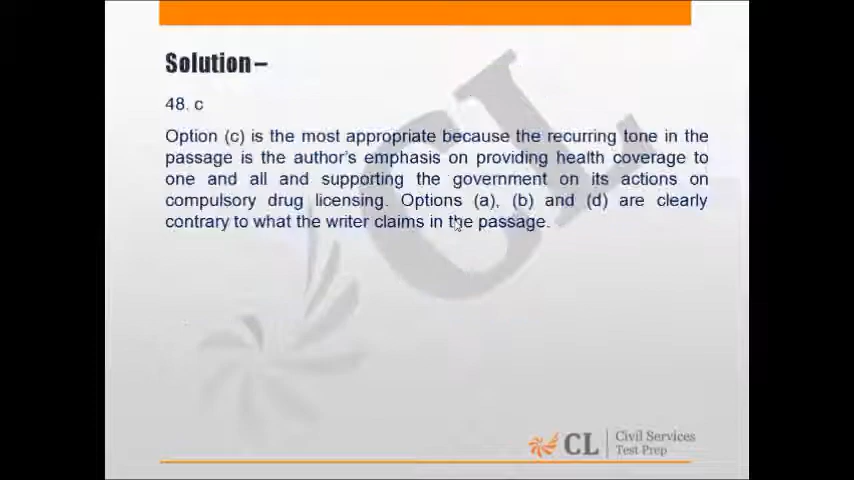 Solution –
48. c
Option (c) is the most appropriate because the recurring tone in the
passage is the author's emphasis on providing health coverage to
one and all and supporting the government on its actions on
compulsory drug licensing. Options (a), (b) and (d) are clearly
contrary to what the writer claims in the passage.
CL
CL
Civil Services
Test Prep